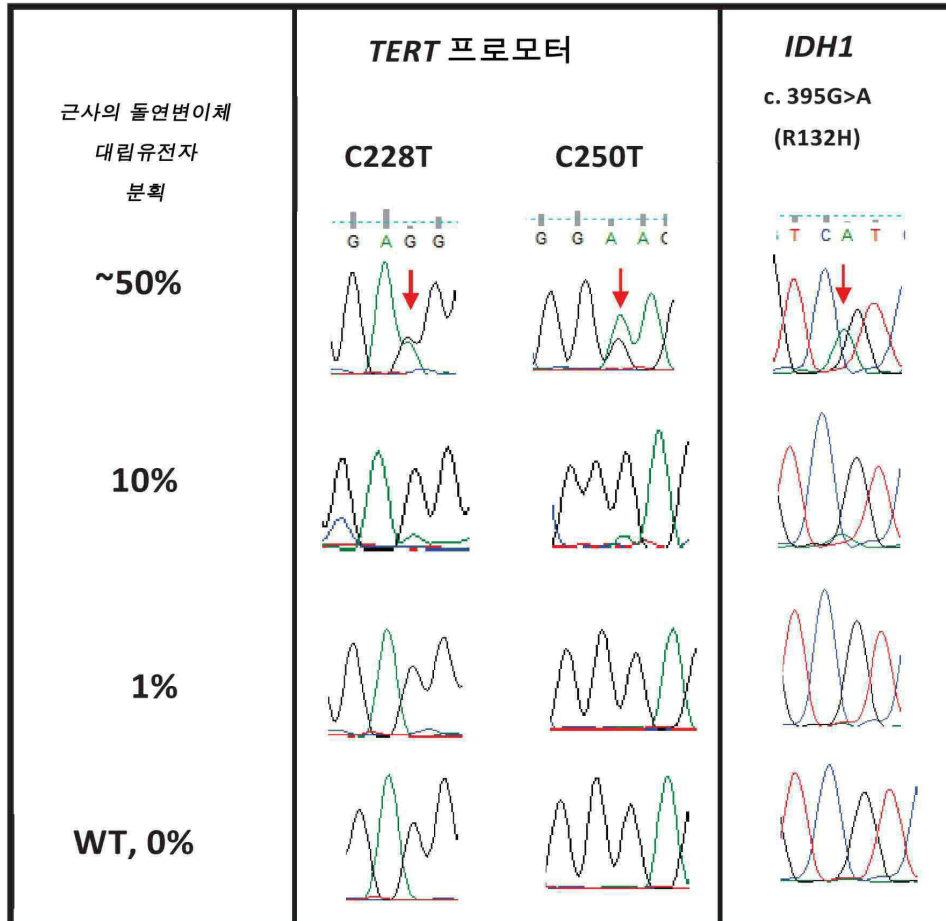 근사의 돌연변이체
대립유전자
분획
TERT 프로모터
C228T
C250T
IDH1
c. 395G>A
(R132H)
G A G G
G G A A C
T C A T
~50%
10%
1%
WT, 0%